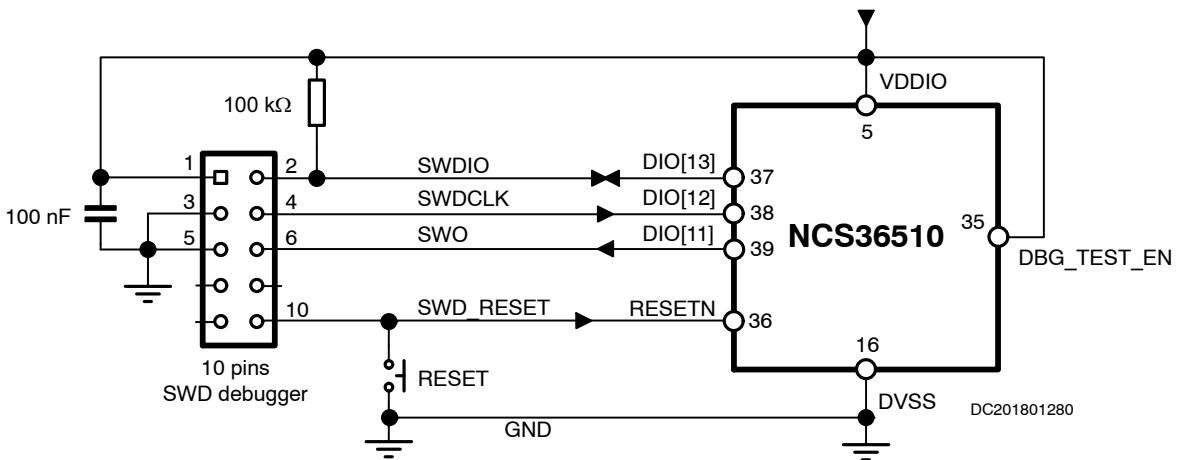 VDDIO
5
100 kΩ
1
2
SWDIO
DIO[13]
37
3
4
SWDCLK
DIO[12]
38
100 nF
5
6
SWO
DIO[11]
39
NCS36510
35
DBG_TEST_EN
10
SWD_RESET
RESETN
36
10 pins
SWD debugger
RESET
16
DVSS
GND
DC201801280